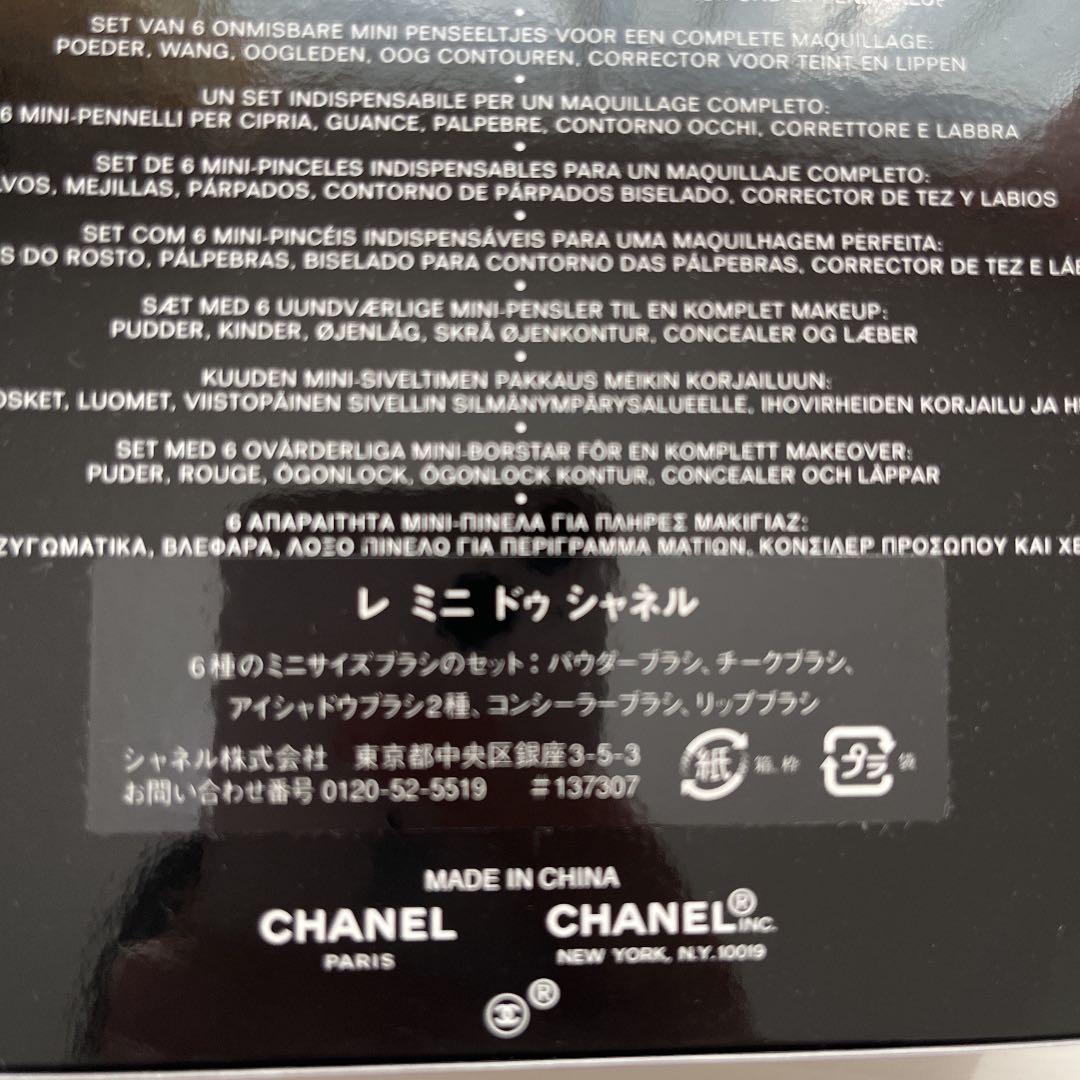 SET VAN 6 ONMISBARE MINI PENSEELTJES VOOR EEN COMPLETE MAQUILLAGE:
POEDER, WANG, OOGLEDEN, OOG CONTOUREN, CORRECTOR VOOR TEINT EN LIPPEN
•
UN SET INDISPENSABILE PER UN MAQUILLAGE COMPLETO:
6 MINI-PENNELLI PER CIPRIA, GUANCE, PALPEBRE, CONTORNO OCCHI, CORRETTORE E LABBRA
•
SET DE 6 MINI-PINCELES INDISPENSABLES PARA UN MAQUILLAJE COMPLETO:
LVOS, MEJILLAS, PÁRPADOS, CONTORNO DE PÁRPADOS BISELADO, CORRECTOR DE TEZ Y LABIOS
•
SET COM 6 MINI-PINCÉIS INDISPENSÁVEIS PARA UMA MAQUILHAGEM PERFEITA:
S DO ROSTO, PÁLPEBRAS, BISELADO PARA CONTORNO DAS PÁLPEBRAS, CORRECTOR DE TEZ E LÁB
•
SÆT MED 6 UUNDVÆRLIGE MINI-PENSLER TIL EN KOMPLET MAKEUP:
PUDDER, KINDER, ØJENLÅG, SKRÅ ØJENKONTUR, CONCEALER OG LÆBER
•
KUUDEN MINI-SIVELTIMEN PAKKAUS MEIKIN KORJAILUUN:
OSKET, LUOMET, VIISTOPÄINEN SIVELLIN SILMÄNYMPÄRYSALUEELLE, IHOVIRHEIDEN KORJAILU JA H
•
SET MED 6 OVÄRDERLIGA MINI-BORSTAR FÖR EN KOMPLETT MAKEOVER:
PUDER, ROUGE, ÖGONLOCK, ÖGONLOCK KONTUR, CONCEALER OCH LÄPPAR
•
6 ΑΠΑΡΑΙΤΗΤΑ ΜΙΝΙ-ΠΙΝΕΛΑ ΓΙΑ ΠΛΗΡΕΣ ΜΑΚΙΓΙΑΖ:
ΖΥΓΩΜΑΤΙΚΑ, ΒΛΕΦΑΡΑ, ΛΟΞΟ ΠΙΝΕΛΟ ΓΙΑ ΠΕΡΙΓΡΑΜΜΑ ΜΑΤΙΩΝ, ΚΟΝΣΙΛΕΡ ΠΡΟΣΩΠΟΥ ΚΑΙ ΧΕ
レ ミニ ドゥ シャネル
6種のミニサイズブラシのセット：パウダーブラシ、チークブラシ、
アイシャドウブラシ2種、コンシーラーブラシ、リップブラシ
シャネル株式会社 東京都中央区銀座3-5-3
お問い合わせ番号 0120-52-5519 #137307
紙 箱、枠 プラ 袋
MADE IN CHINA
CHANEL CHANEL® INC.
PARIS NEW YORK, N.Y. 10019
®